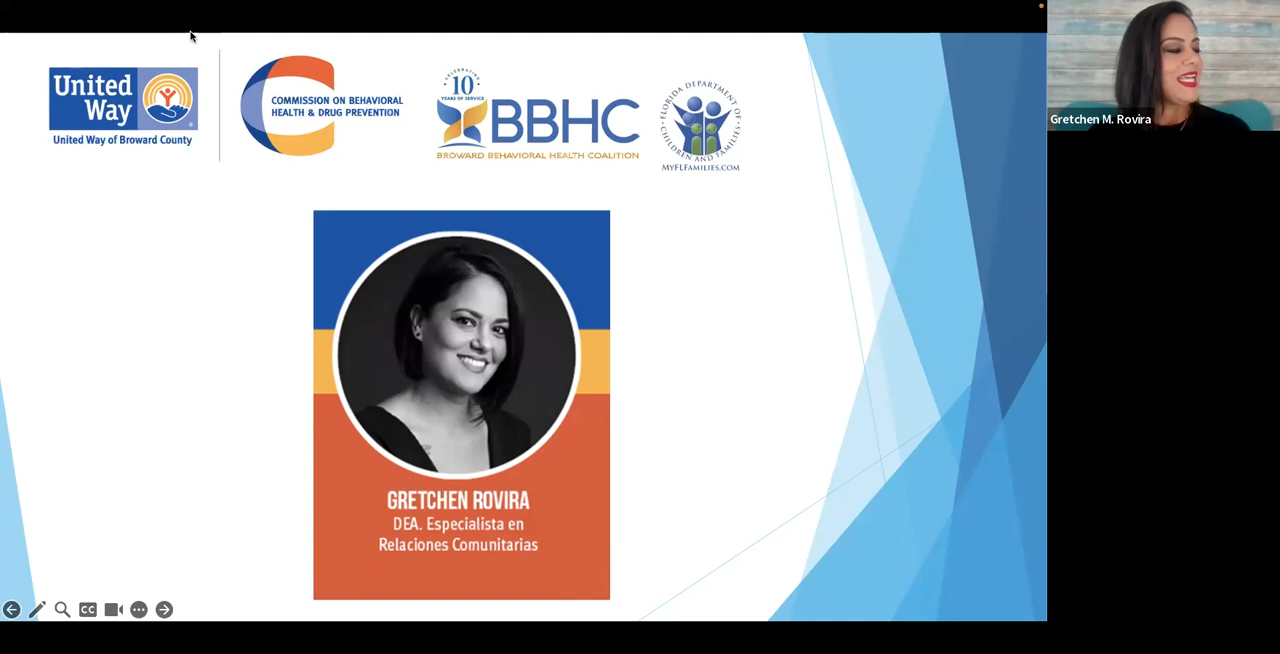 United
Way
United Way of Broward County
COMMISSION ON BEHAVIORAL
HEALTH & DRUG PREVENTION
CELEBRATING
10
YEARS OF SERVICE
BBHC
BROWARD BEHAVIORAL HEALTH COALITION
FLORIDA DEPARTMENT OF
CHILDREN AND FAMILIES
MYFLFAMILIES.COM
Gretchen M. Rovira
GRETCHEN ROVIRA
DEA. Especialista en
Relaciones Comunitarias
CC